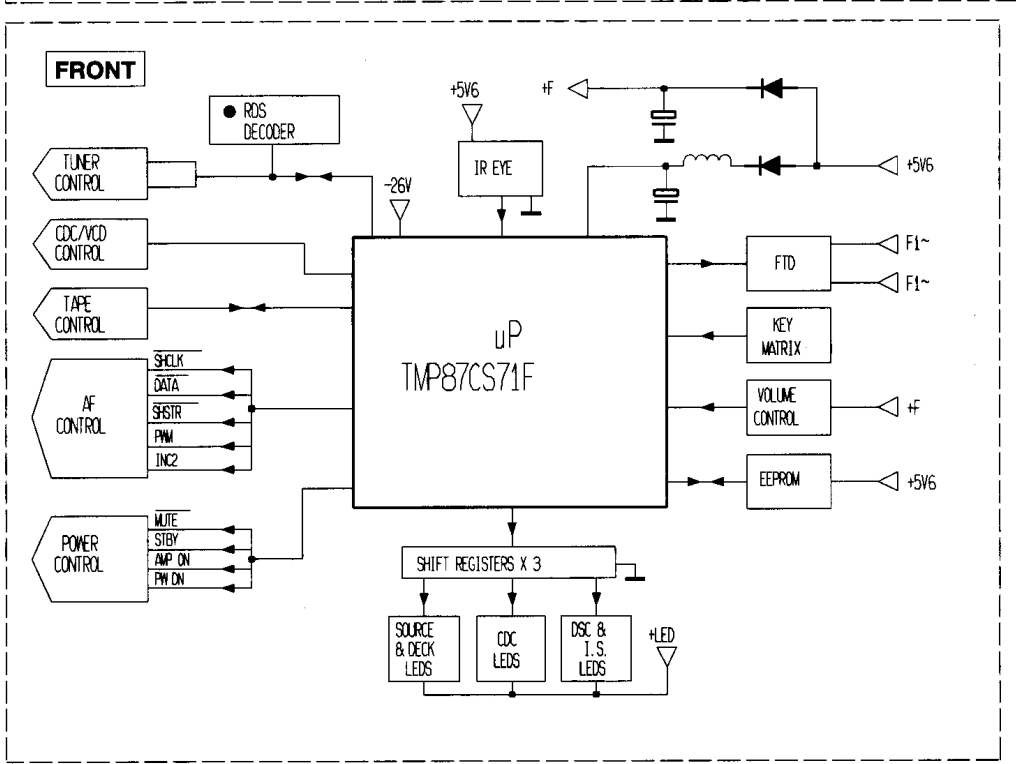 FRONT
RDS
DECODER
TUNER
CONTROL
CDC/VCD
CONTROL
TAPE
CONTROL
AF
CONTROL
SHCLK
DATA
SHSTR
PWM
INC2
POWER
CONTROL
MUTE
STBY
AMP ON
PW ON
-26V
+5V6
IR EYE
+F
+5V6
uP
TMP87CS71F
FTD
F1~
F1~
KEY
MATRIX
VOLUME
CONTROL
+F
EEPROM
+5V6
SHIFT REGISTERS X 3
SOURCE
& DECK
LEDS
CDC
LEDS
DSC &
I.S.
LEDS
+LED